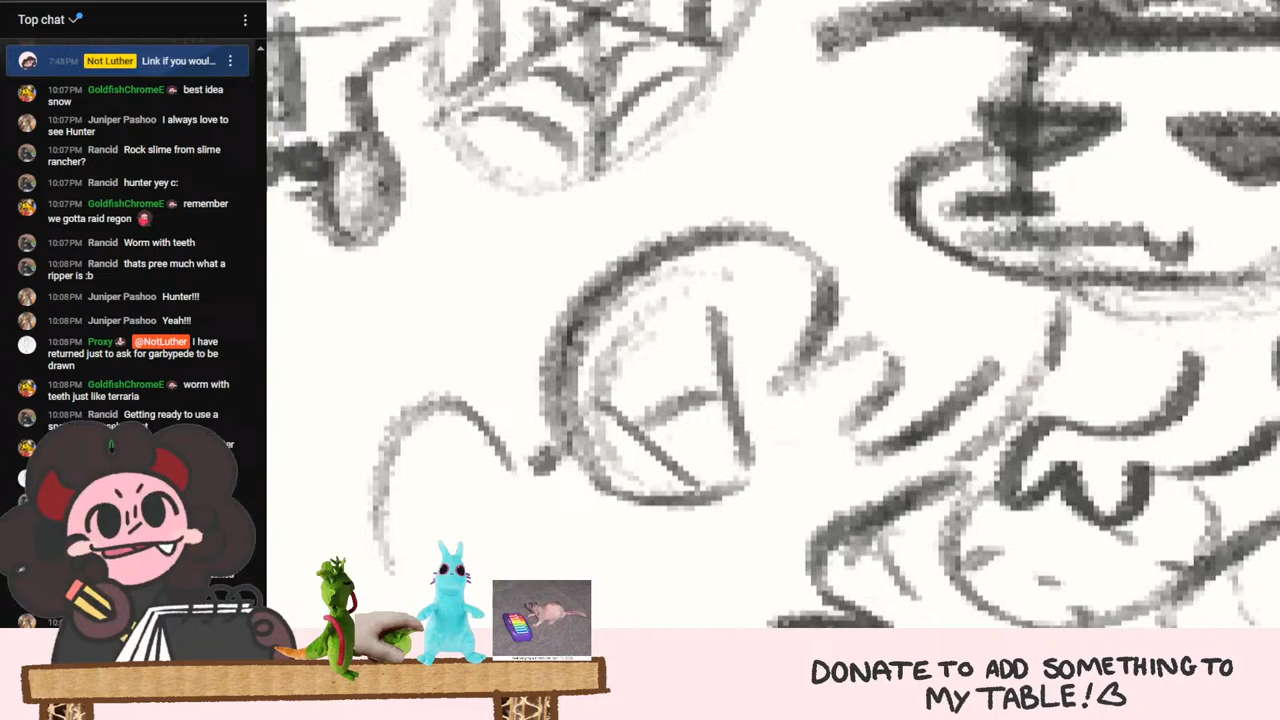 Top chat
7:48PM Not Luther Link if you woul...
10:07PM GoldfishChromeE best idea
snow
10:07PM Juniper Pashoo I always love to
see Hunter
10:07PM Rancid Rock slime from slime
rancher?
10:07PM Rancid hunter yey c:
10:07PM GoldfishChromeE remember
we gotta raid regon
10:07PM Rancid Worm with teeth
10:08PM Rancid thats pree much what a
ripper is :b
10:08PM Juniper Pashoo Hunter!!!
10:08PM Juniper Pashoo Yeah!!!
10:08PM Proxy @NotLuther I have
returned just to ask for garbypede to be
drawn
10:08PM GoldfishChromeE worm with
teeth just like terraria
10:08PM Rancid Getting ready to use a
DONATE TO ADD SOMETHING TO
MY TABLE!